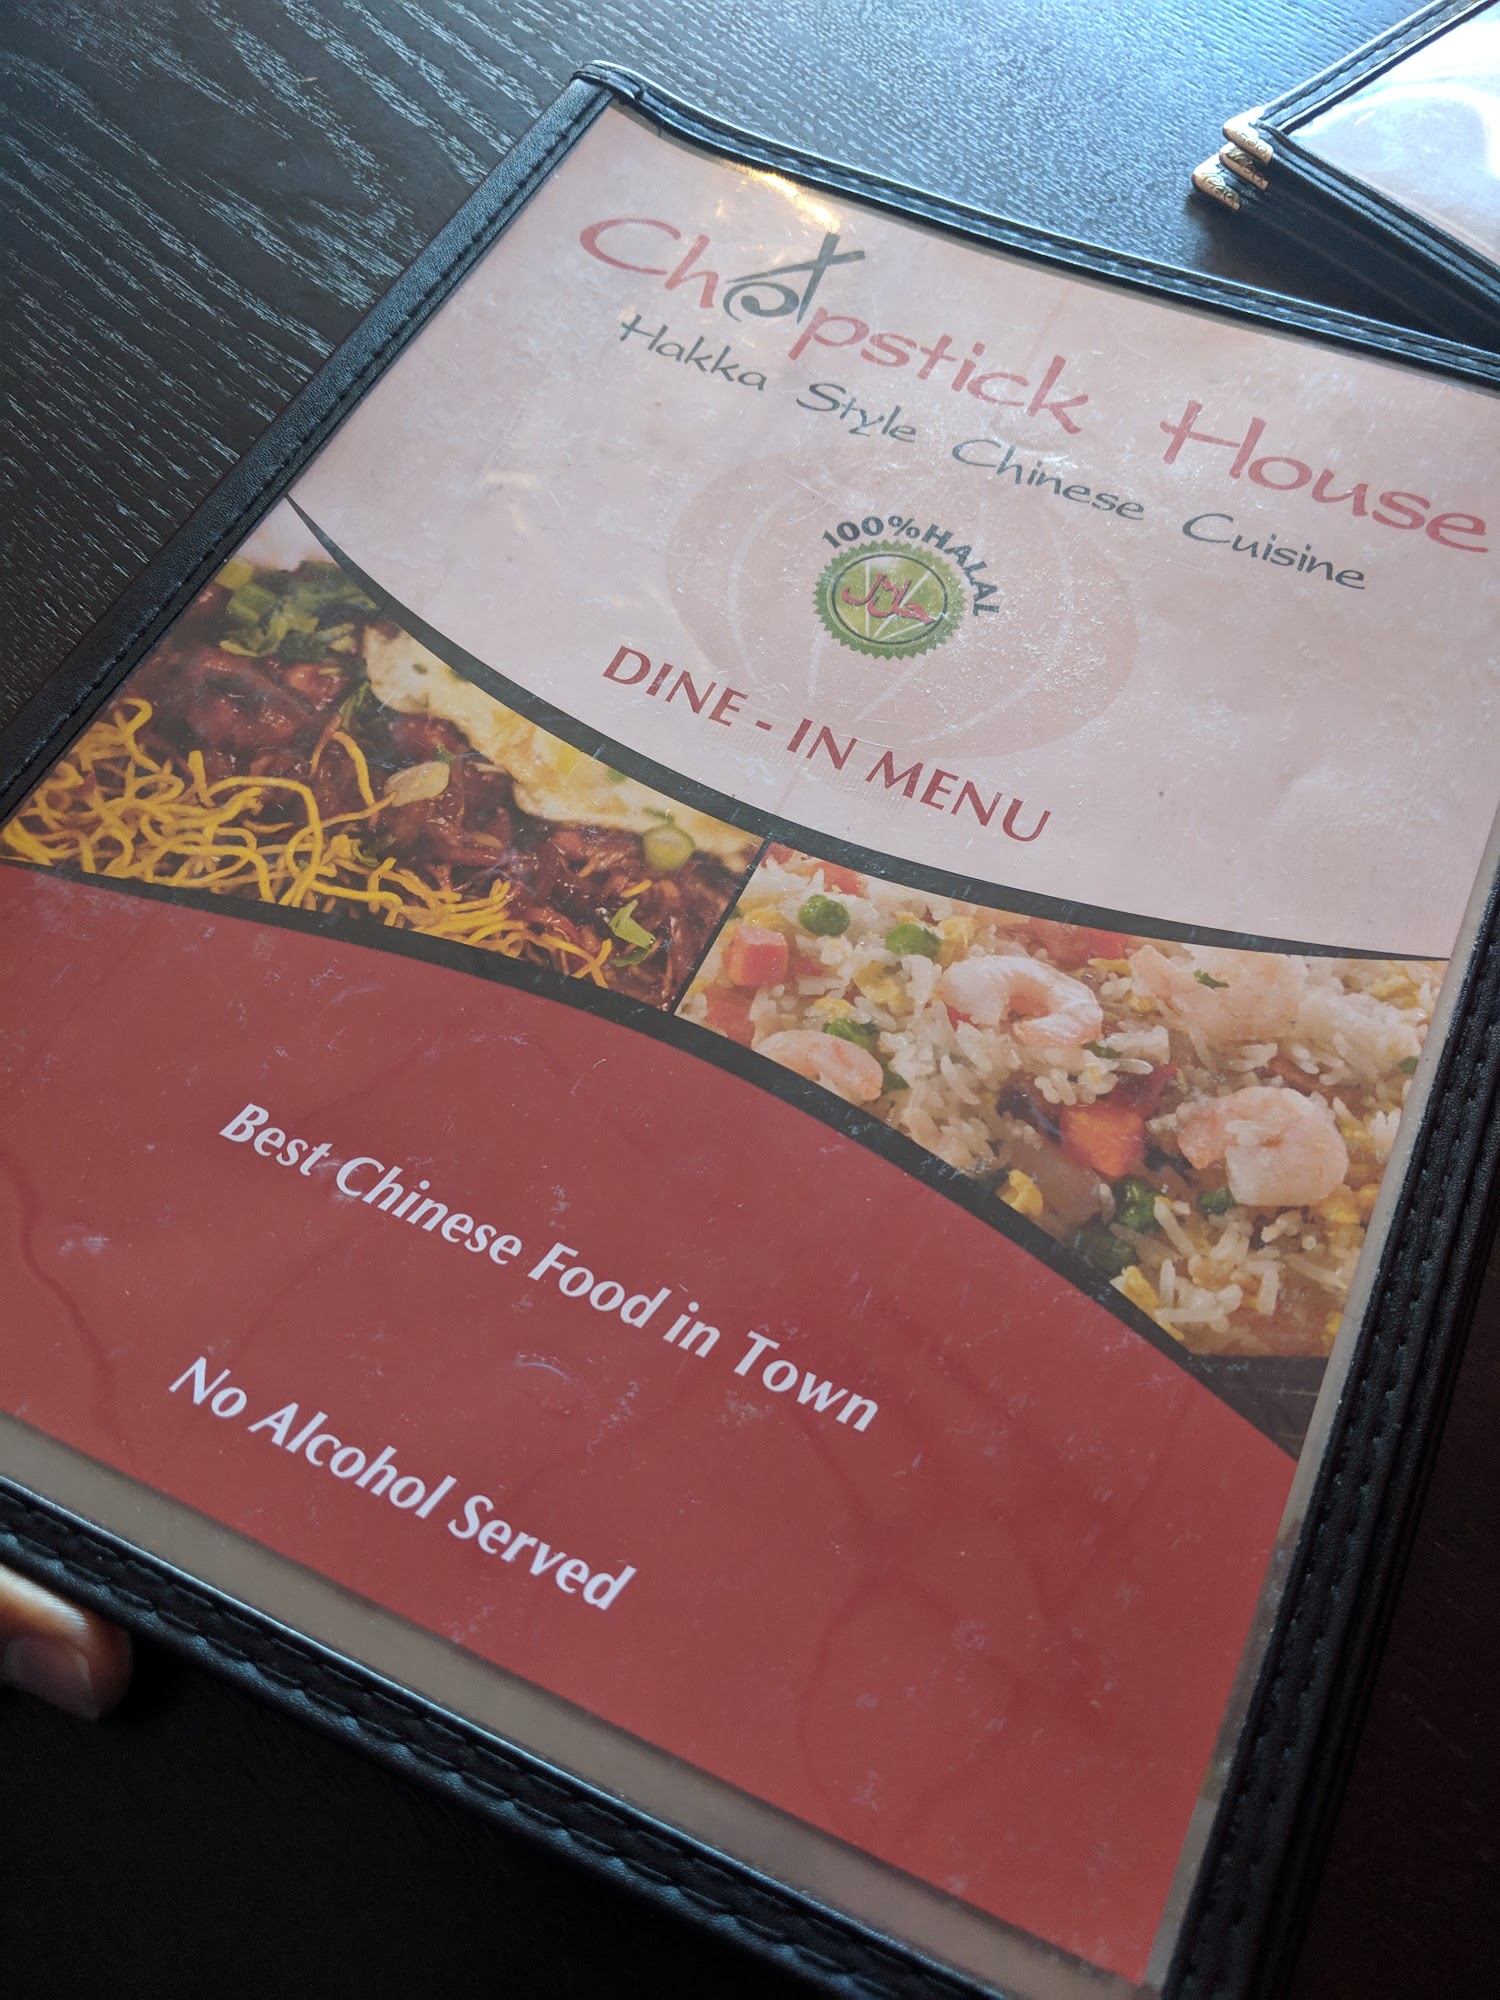 Chopstick House
Hakka Style Chinese Cuisine
100% HALAL
حلال
DINE - IN MENU
Best Chinese Food in Town
No Alcohol Served